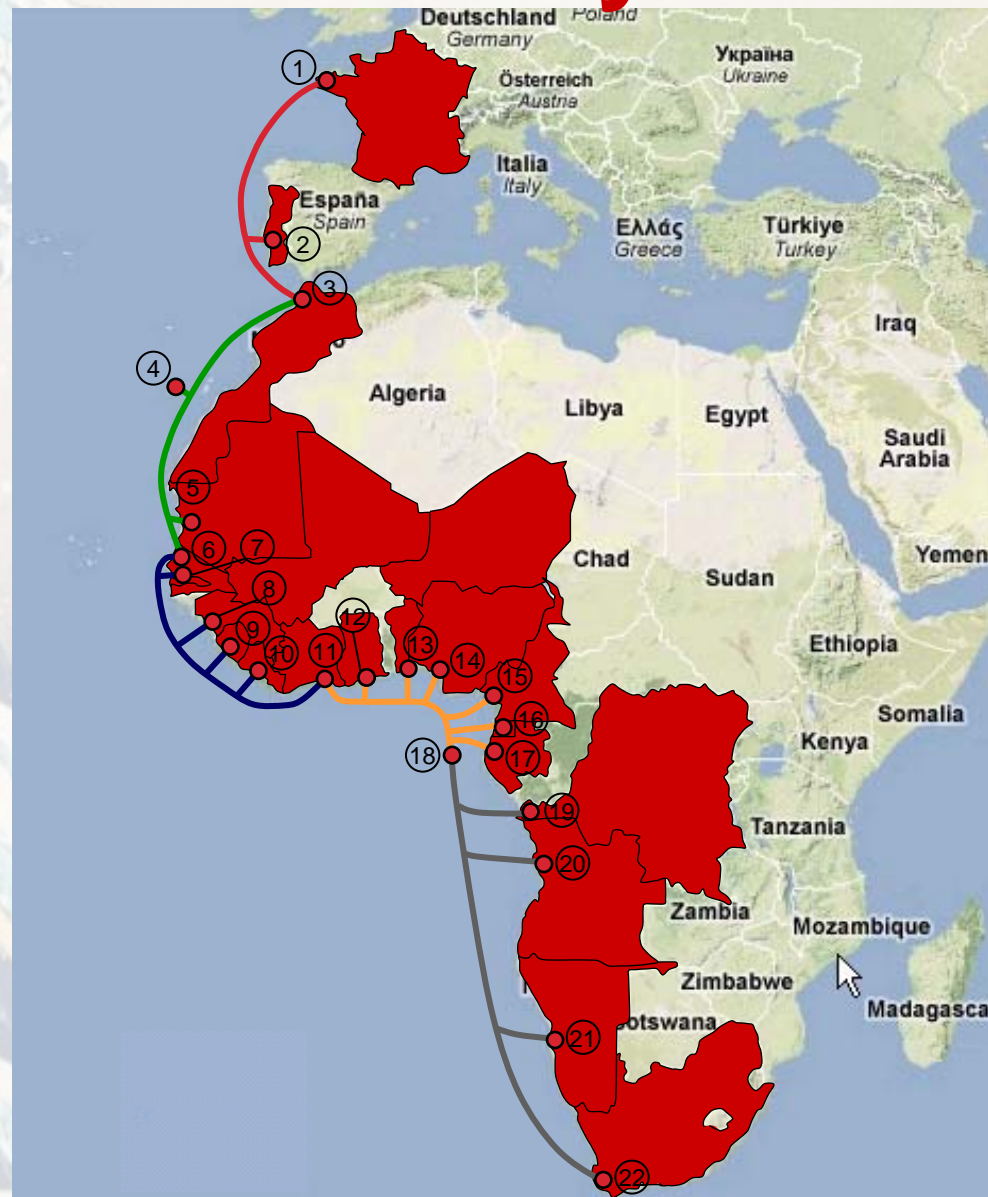 Deutschland
Poland
Germany
Україна
Ukraine
Österreich
Austria
Italia
Italy
España
Spain
Ελλάς
Greece
Türkiye
Turkey
Iraq
Algeria
Libya
Egypt
Saudi
Arabia
Chad
Sudan
Yemen
Ethiopia
Somalia
Kenya
Tanzania
Zambia
Mozambique
Zimbabwe
Madagasca
otswana
1
2
3
4
5
6
7
8
9
10
11
12
13
14
15
16
17
18
19
20
21
22